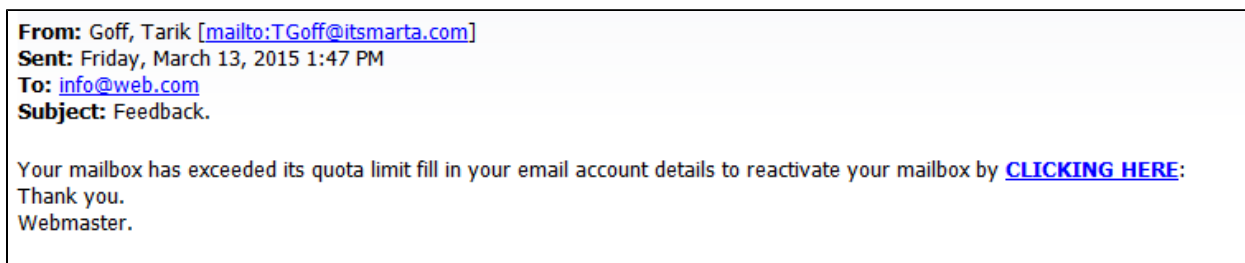 From: Goff, Tarik [mailto:TGoff@itsmarta.com]
Sent: Friday, March 13, 2015 1:47 PM
To: info@web.com
Subject: Feedback.
Your mailbox has exceeded its quota limit fill in your email account details to reactivate your mailbox by CLICKING HERE:
Thank you.
Webmaster.